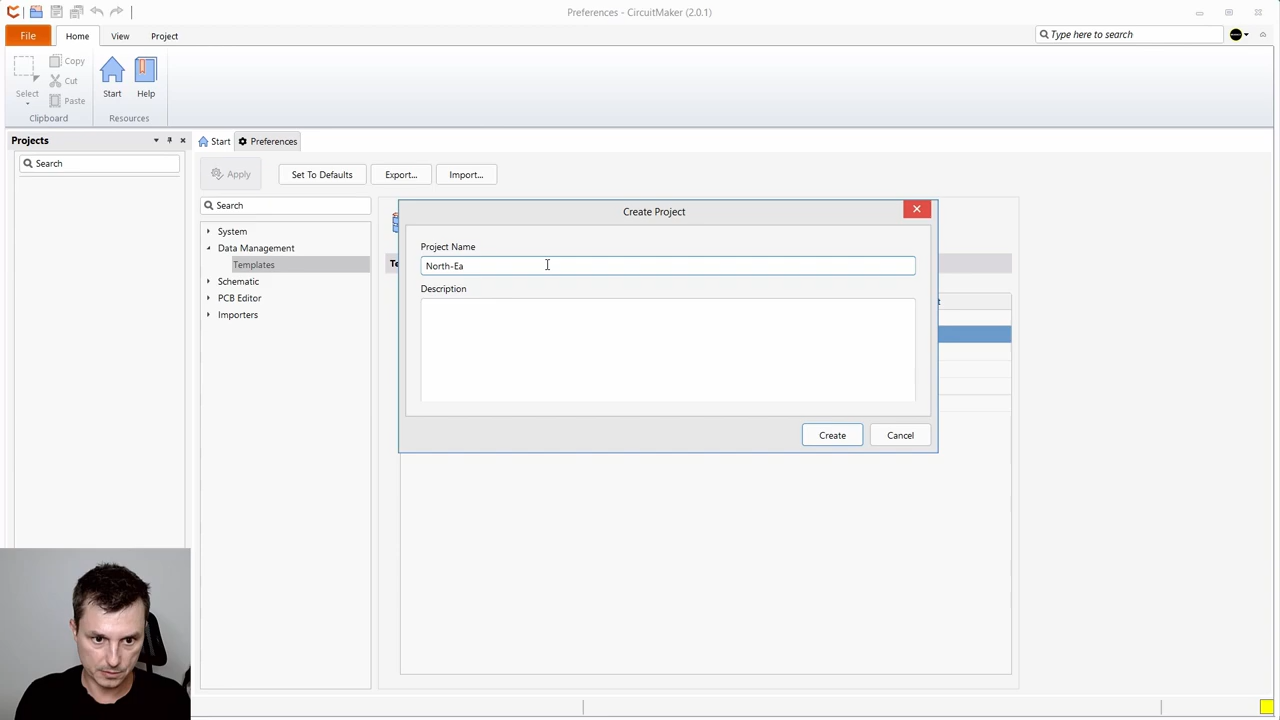 Preferences - CircuitMaker (2.0.1)
File
Home
View
Project
Type here to search
Select
Copy
Cut
Paste
Clipboard
Start
Help
Resources
Projects
Search
Start
Preferences
Apply
Set To Defaults
Export...
Import...
Search
System
Data Management
Templates
Schematic
PCB Editor
Importers
Create Project
Project Name
North-Ea
Description
Create
Cancel